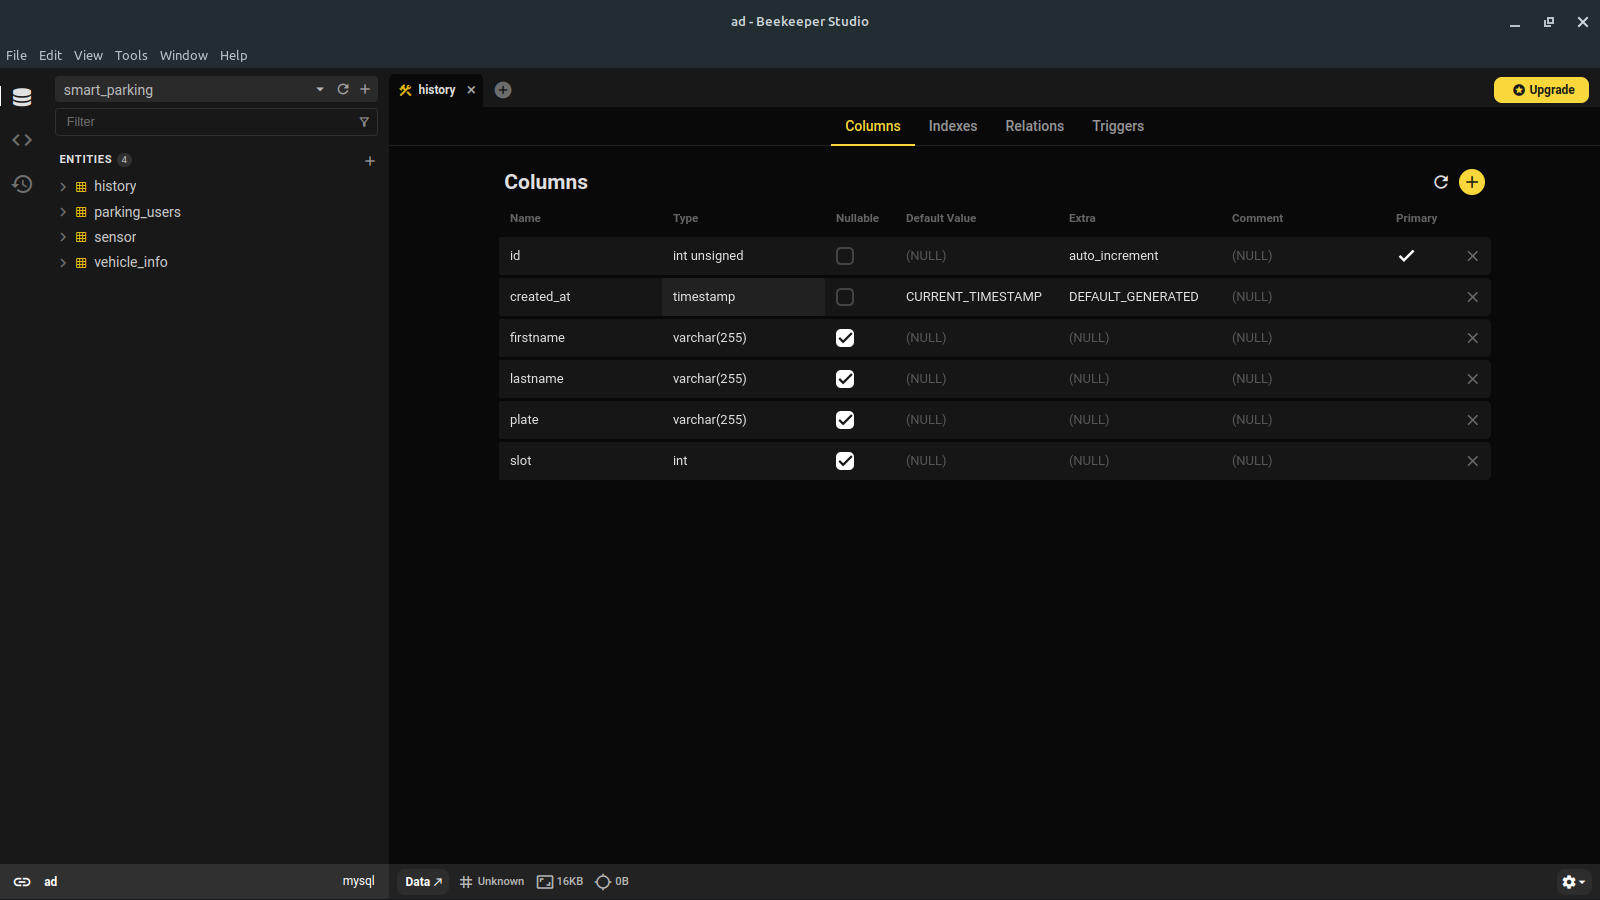 ad - Beekeeper Studio
File Edit View Tools Window Help
smart_parking
Filter
ENTITIES 4
history
parking_users
sensor
vehicle_info
history
Upgrade
Columns Indexes Relations Triggers
Columns
Name Type Nullable Default Value Extra Comment Primary
id int unsigned (NULL) auto_increment (NULL)
created_at timestamp CURRENT_TIMESTAMP DEFAULT_GENERATED (NULL)
firstname varchar(255) (NULL) (NULL) (NULL)
lastname varchar(255) (NULL) (NULL) (NULL)
plate varchar(255) (NULL) (NULL) (NULL)
slot int (NULL) (NULL) (NULL)
ad mysql Data Unknown 16KB 0B